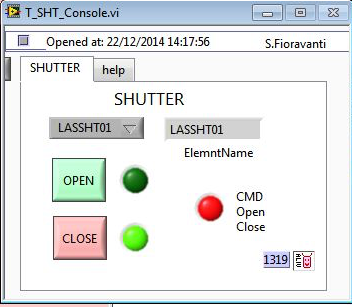 T_SHT_Console.vi
Opened at: 22/12/2014 14:17:56 S.Fioravanti
SHUTTER help
SHUTTER
LASSHT01 LASSHT01
ElemntName
OPEN
CMD
Open
Close
CLOSE
1319